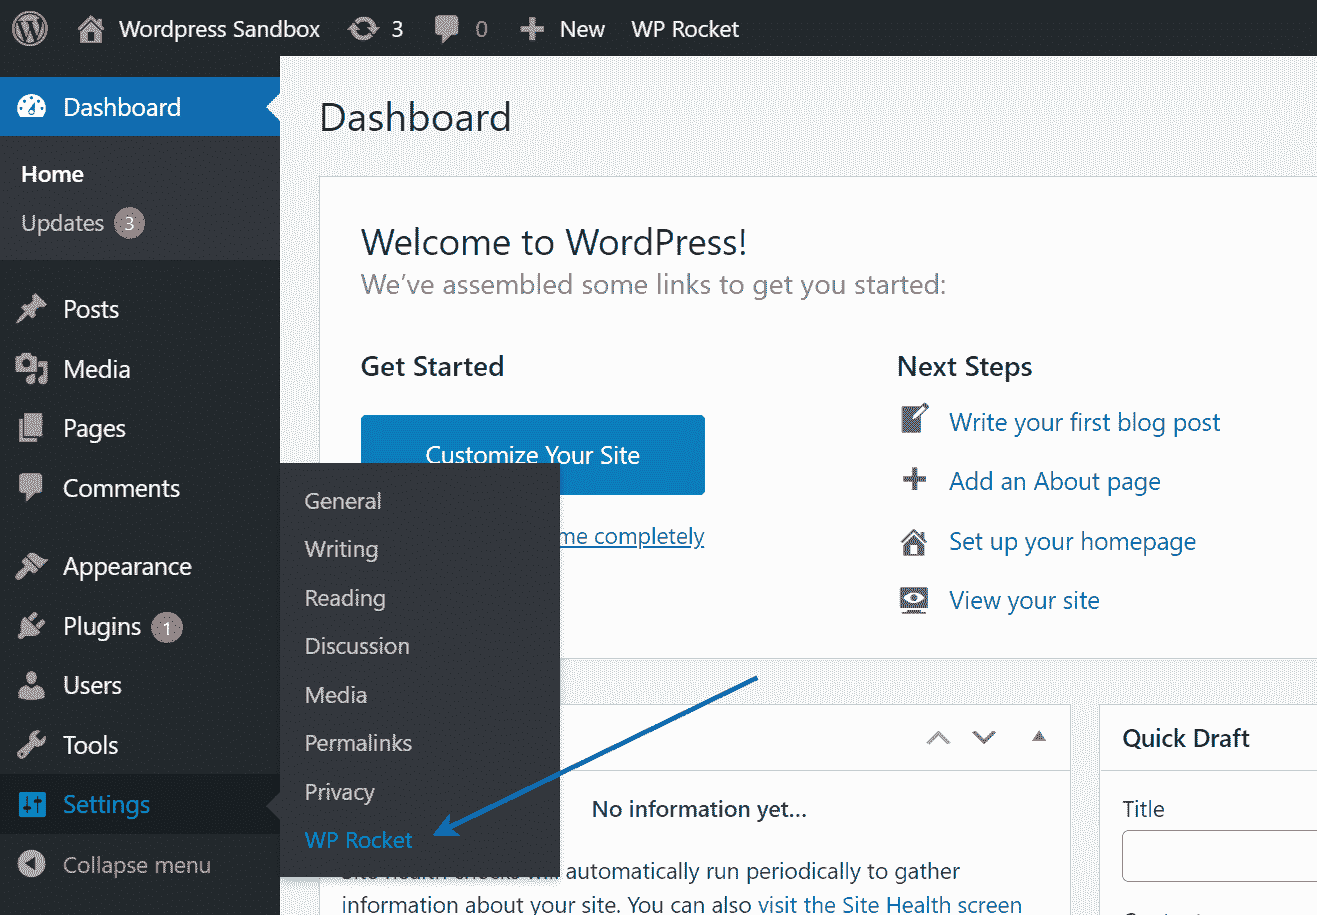 Wordpress Sandbox 3 0 New WP Rocket
Dashboard
Home
Updates 3
Posts
Media
Pages
Comments
Appearance
Plugins 1
Users
Tools
Settings
Collapse menu
General
Writing
Reading
Discussion
Media
Permalinks
Privacy
WP Rocket
Dashboard
Welcome to WordPress!
We've assembled some links to get you started:
Get Started
Customize Your Site
me completely
Next Steps
Write your first blog post
Add an About page
Set up your homepage
View your site
No information yet...
automatically run periodically to gather
information about your site. You can also visit the Site Health screen
Quick Draft
Title